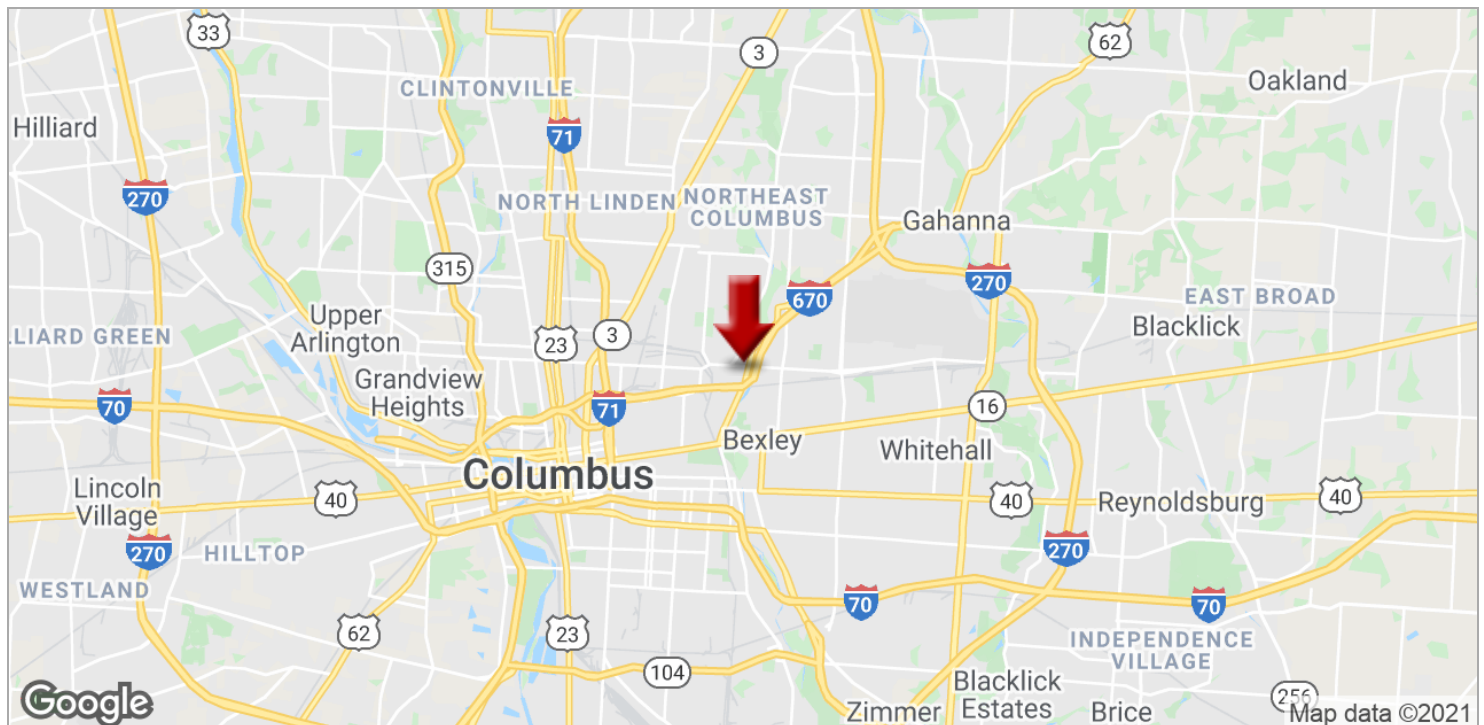 33
3
62
Oakland
CLINTONVILLE
Hilliard
71
270
NORTH LINDEN
NORTHEAST
COLUMBUS
Gahanna
315
270
670
EAST BROAD
Upper
Arlington
Blacklick
LLIARD GREEN
23
3
Grandview
Heights
70
71
16
Bexley
Whitehall
Columbus
Lincoln
Village
40
40
Reynoldsburg
40
270
HILLTOP
270
WESTLAND
70
70
62
23
INDEPENDENCE
VILLAGE
104
Blacklick
Estates
256
Google
Zimmer
Brice
Map data ©2021